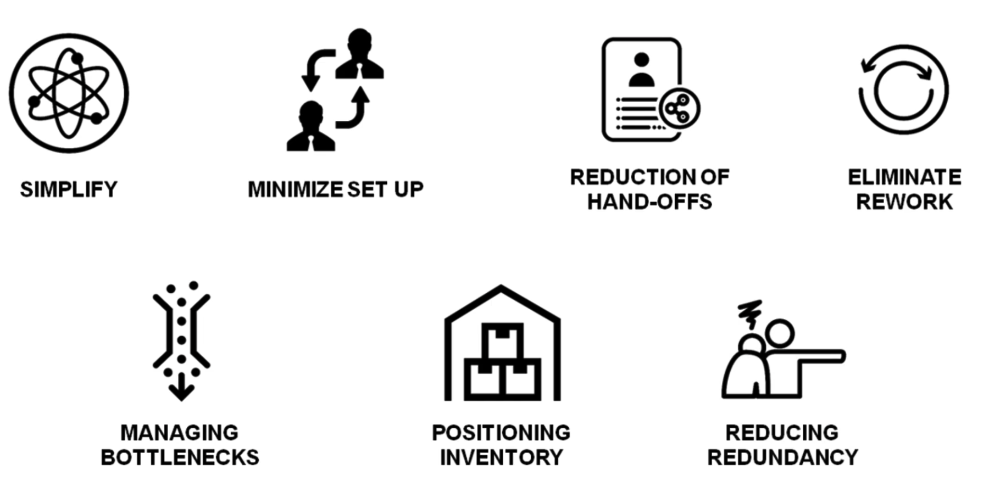 SIMPLIFY
MINIMIZE SET UP
REDUCTION OF
HAND-OFFS
ELIMINATE
REWORK
MANAGING
BOTTLENECKS
POSITIONING
INVENTORY
REDUCING
REDUNDANCY